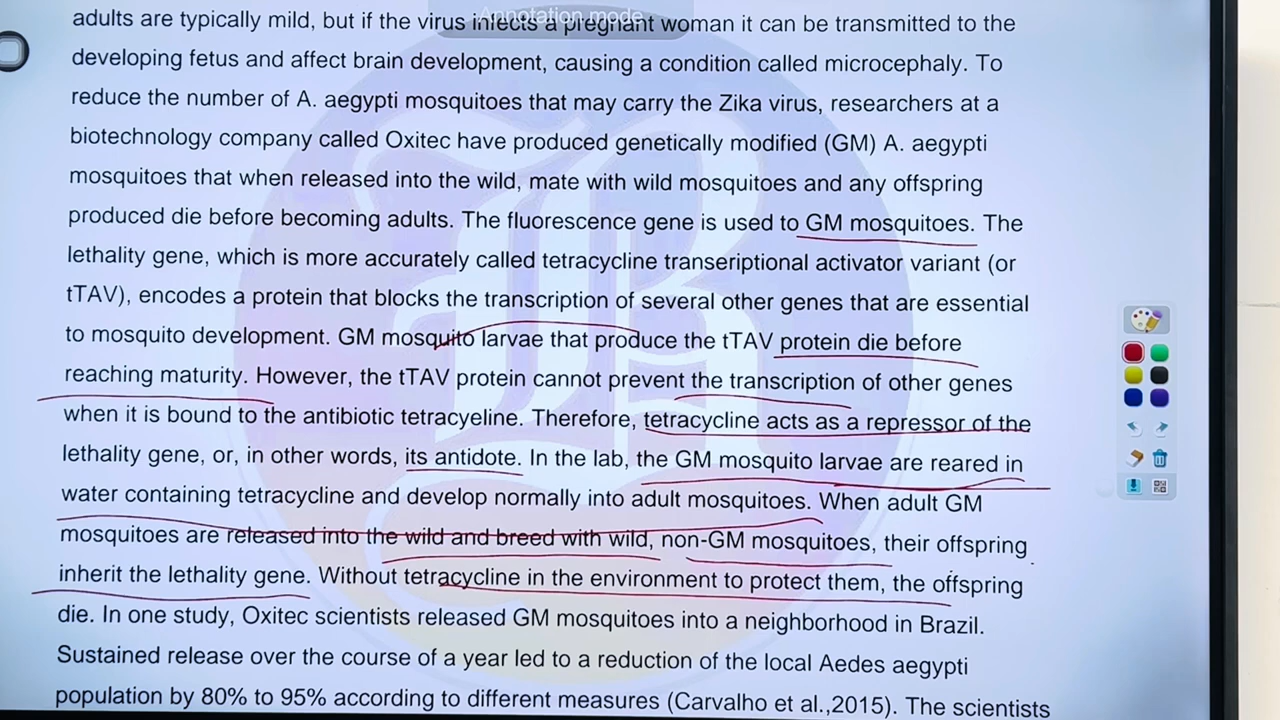 Annotation mode
adults are typically mild, but if the virus infects a pregnant woman it can be transmitted to the
developing fetus and affect brain development, causing a condition called microcephaly. To
reduce the number of A. aegypti mosquitoes that may carry the Zika virus, researchers at a
biotechnology company called Oxitec have produced genetically modified (GM) A. aegypti
mosquitoes that when released into the wild, mate with wild mosquitoes and any offspring
produced die before becoming adults. The fluorescence gene is used to GM mosquitoes. The
lethality gene, which is more accurately called tetracycline transeriptional activator variant (or
tTAV), encodes a protein that blocks the transcription of several other genes that are essential
to mosquito development. GM mosquito larvae that produce the tTAV protein die before
reaching maturity. However, the tTAV protein cannot prevent the transcription of other genes
when it is bound to the antibiotic tetracyeline. Therefore, tetracycline acts as a repressor of the
lethality gene, or, in other words, its antidote. In the lab, the GM mosquito larvae are reared in
water containing tetracycline and develop normally into adult mosquitoes. When adult GM
mosquitoes are released into the wild and breed with wild, non-GM mosquitoes, their offspring
inherit the lethality gene. Without tetracycline in the environment to protect them, the offspring
die. In one study, Oxitec scientists released GM mosquitoes into a neighborhood in Brazil.
Sustained release over the course of a year led to a reduction of the local Aedes aegypti
population by 80% to 95% according to different measures (Carvalho et al.,2015). The scientists